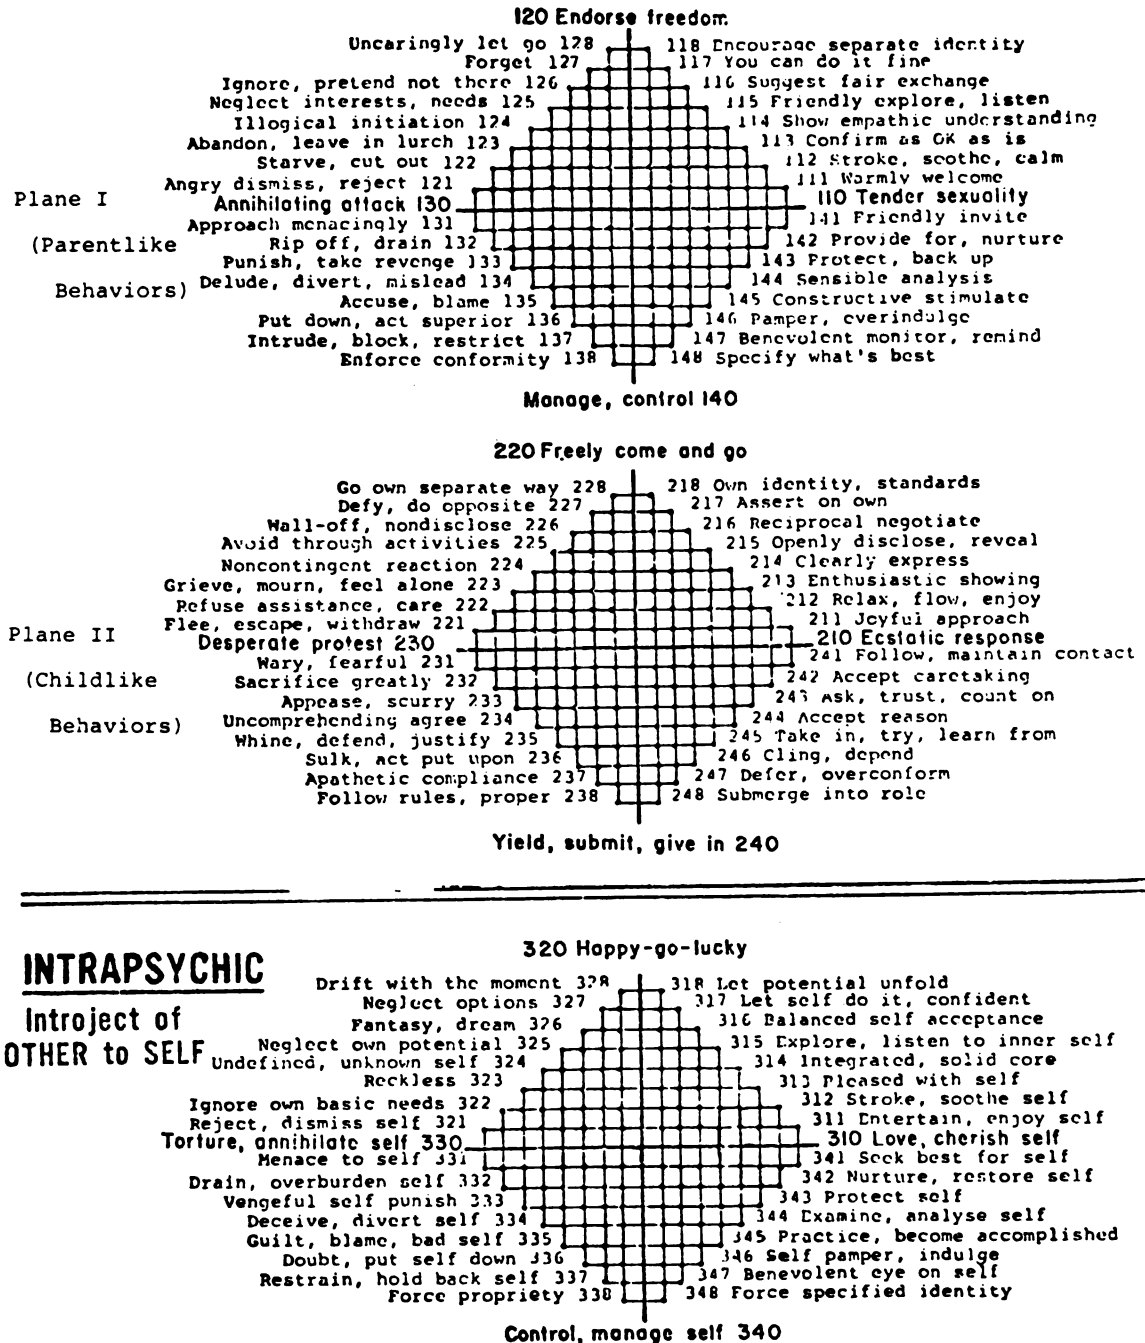 120 Endorse freedom
Uncaringly let go 128 118 Encourage separate identity
Forget 127 117 You can do it fine
Ignore, pretend not there 126 116 Suggest fair exchange
Neglect interests, needs 125 115 Friendly explore, listen
Illogical initiation 124 114 Show empathic understanding
Abandon, leave in lurch 123 113 Confirm as OK as is
Starve, cut out 122 112 Stroke, soothe, calm
Angry dismiss, reject 121 111 Warmly welcome
Plane I Annihilating attack 130 110 Tender sexuality
Approach menacingly 131 141 Friendly invite
(Parentlike Rip off, drain 132 142 Provide for, nurture
Punish, take revenge 133 143 Protect, back up
Behaviors) Delude, divert, mislead 134 144 Sensible analysis
Accuse, blame 135 145 Constructive stimulate
Put down, act superior 136 146 Pamper, overindulge
Intrude, block, restrict 137 147 Benevolent monitor, remind
Enforce conformity 138 148 Specify what's best
Manage, control 140
220 Freely come and go
Go own separate way 228 218 Own identity, standards
Defy, do opposite 227 217 Assert on own
Wall-off, nondisclose 226 216 Reciprocal negotiate
Avoid through activities 225 215 Openly disclose, reveal
Noncontingent reaction 224 214 Clearly express
Grieve, mourn, feel alone 223 213 Enthusiastic showing
Refuse assistance, care 222 212 Relax, flow, enjoy
Flee, escape, withdraw 221 211 Joyful approach
Plane II Desperate protest 230 210 Ecstatic response
Wary, fearful 231 241 Follow, maintain contact
(Childlike Sacrifice greatly 232 242 Accept caretaking
Appease, scurry 233 243 Ask, trust, count on
Behaviors) Uncomprehending agree 234 244 Accept reason
Whine, defend, justify 235 245 Take in, try, learn from
Sulk, act put upon 236 246 Cling, depend
Apathetic compliance 237 247 Defer, overconform
Follow rules, proper 238 248 Submerge into role
Yield, submit, give in 240
320 Happy-go-lucky
INTRAPSYCHIC
Introject of
OTHER to SELF
Drift with the moment 328 318 Let potential unfold
Neglect options 327 317 Let self do it, confident
Fantasy, dream 326 316 Balanced self acceptance
Neglect own potential 325 315 Explore, listen to inner self
Undefined, unknown self 324 314 Integrated, solid core
Reckless 323 313 Pleased with self
Ignore own basic needs 322 312 Stroke, soothe self
Reject, dismiss self 321 311 Entertain, enjoy self
Torture, annihilate self 330 310 Love, cherish self
Menace to self 331 341 Seek best for self
Drain, overburden self 332 342 Nurture, restore self
Vengeful self punish 333 343 Protect self
Deceive, divert self 334 344 Examine, analyse self
Guilt, blame, bad self 335 345 Practice, become accomplished
Doubt, put self down 336 346 Self pamper, indulge
Restrain, hold back self 337 347 Benevolent eye on self
Force propriety 338 348 Force specified identity
Control, manage self 340